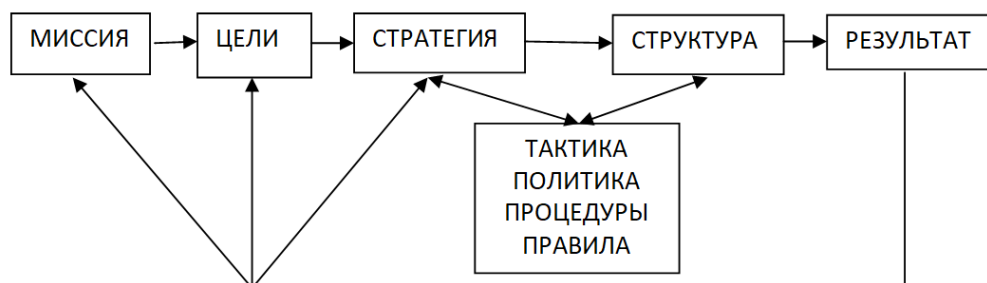 МИССИЯ
ЦЕЛИ
СТРАТЕГИЯ
СТРУКТУРА
РЕЗУЛЬТАТ
ТАКТИКА
ПОЛИТИКА
ПРОЦЕДУРЫ
ПРАВИЛА